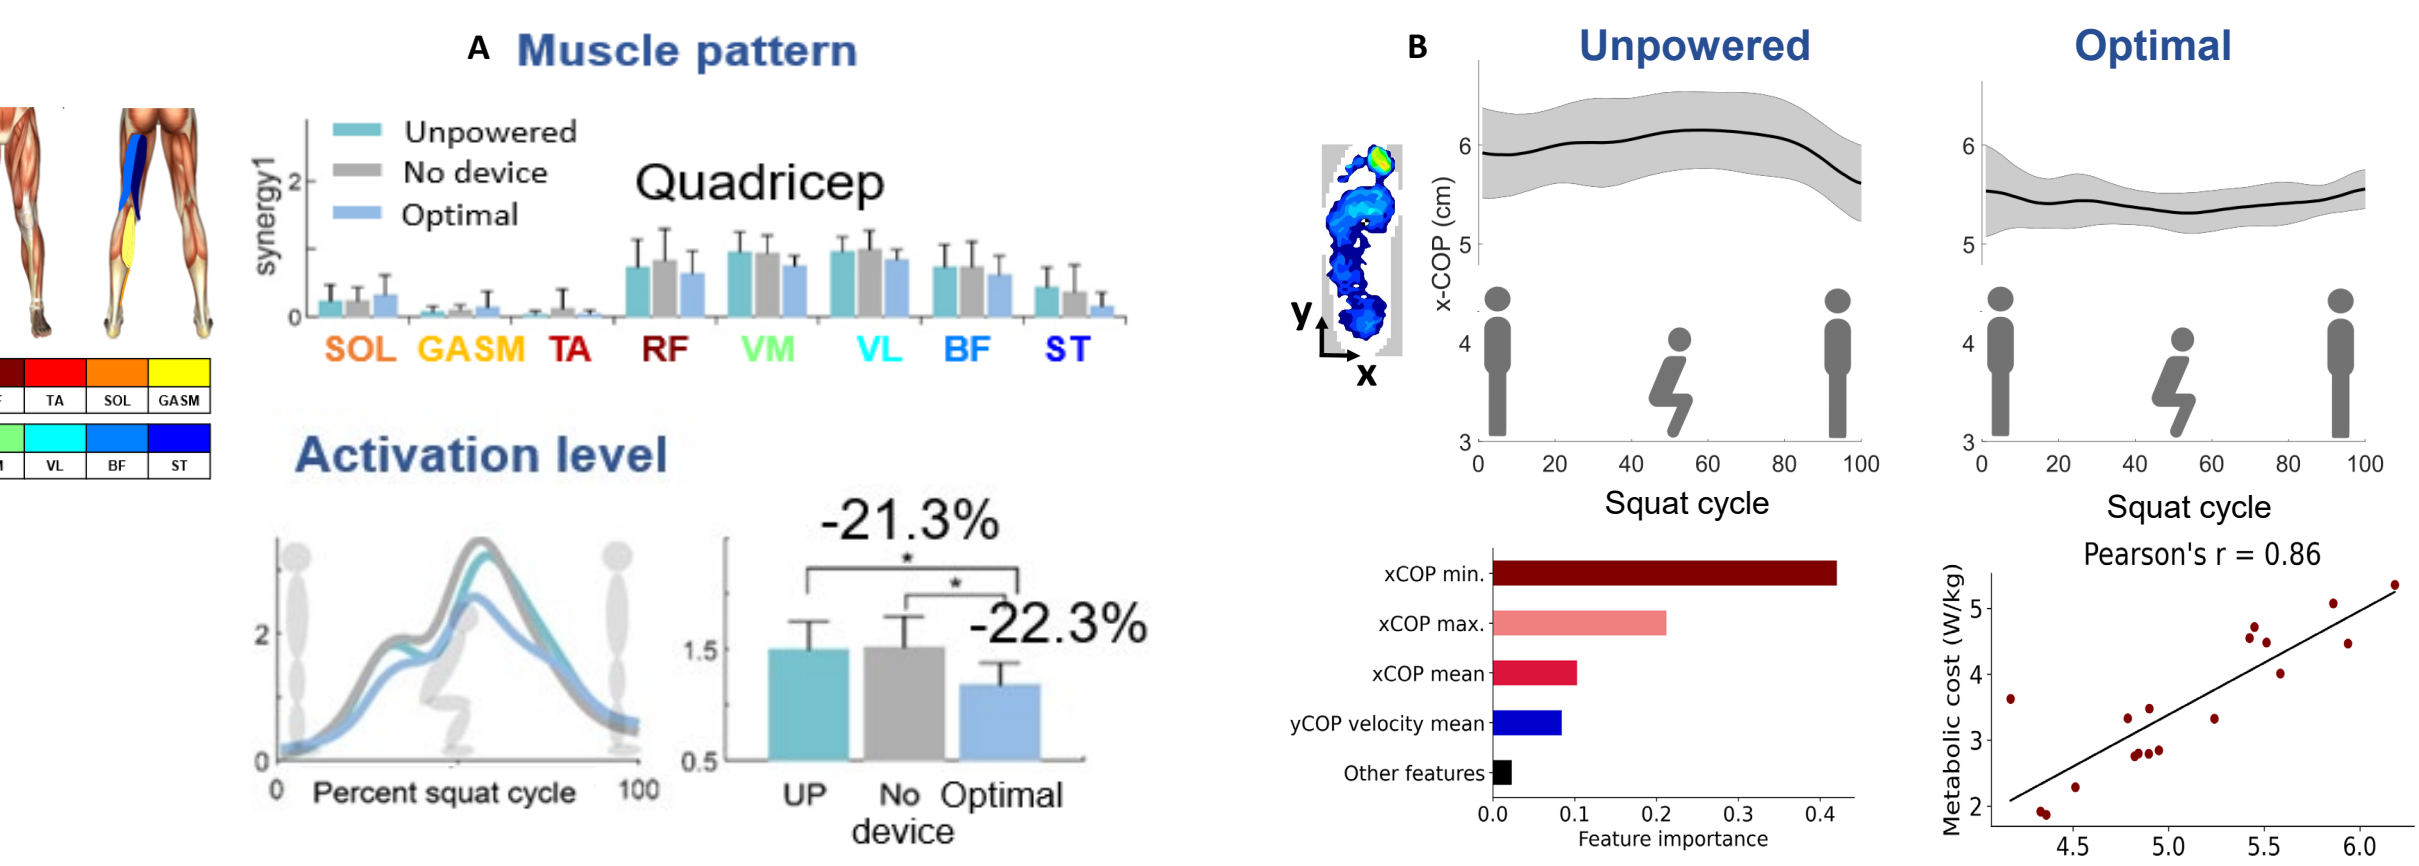 A Muscle pattern
Unpowered
No device
Optimal
Quadricep
synergy1
2
0
SOL GASM TA RF VM VL BF ST
TA SOL GASM
VL BF ST
Activation level
2
0
0 Percent squat cycle 100
-21.3%
*
*
-22.3%
1.5
0.5
UP No Optimal
device
B Unpowered Optimal
x-COP (cm)
6
5
4
3
0 20 40 60 80 100
Squat cycle
6
5
4
3
0 20 40 60 80 100
Squat cycle
y
x
xCOP min.
xCOP max.
xCOP mean
yCOP velocity mean
Other features
0.0 0.1 0.2 0.3 0.4
Feature importance
Pearson's r = 0.86
Metabolic cost (W/kg)
5
4
3
2
4.5 5.0 5.5 6.0